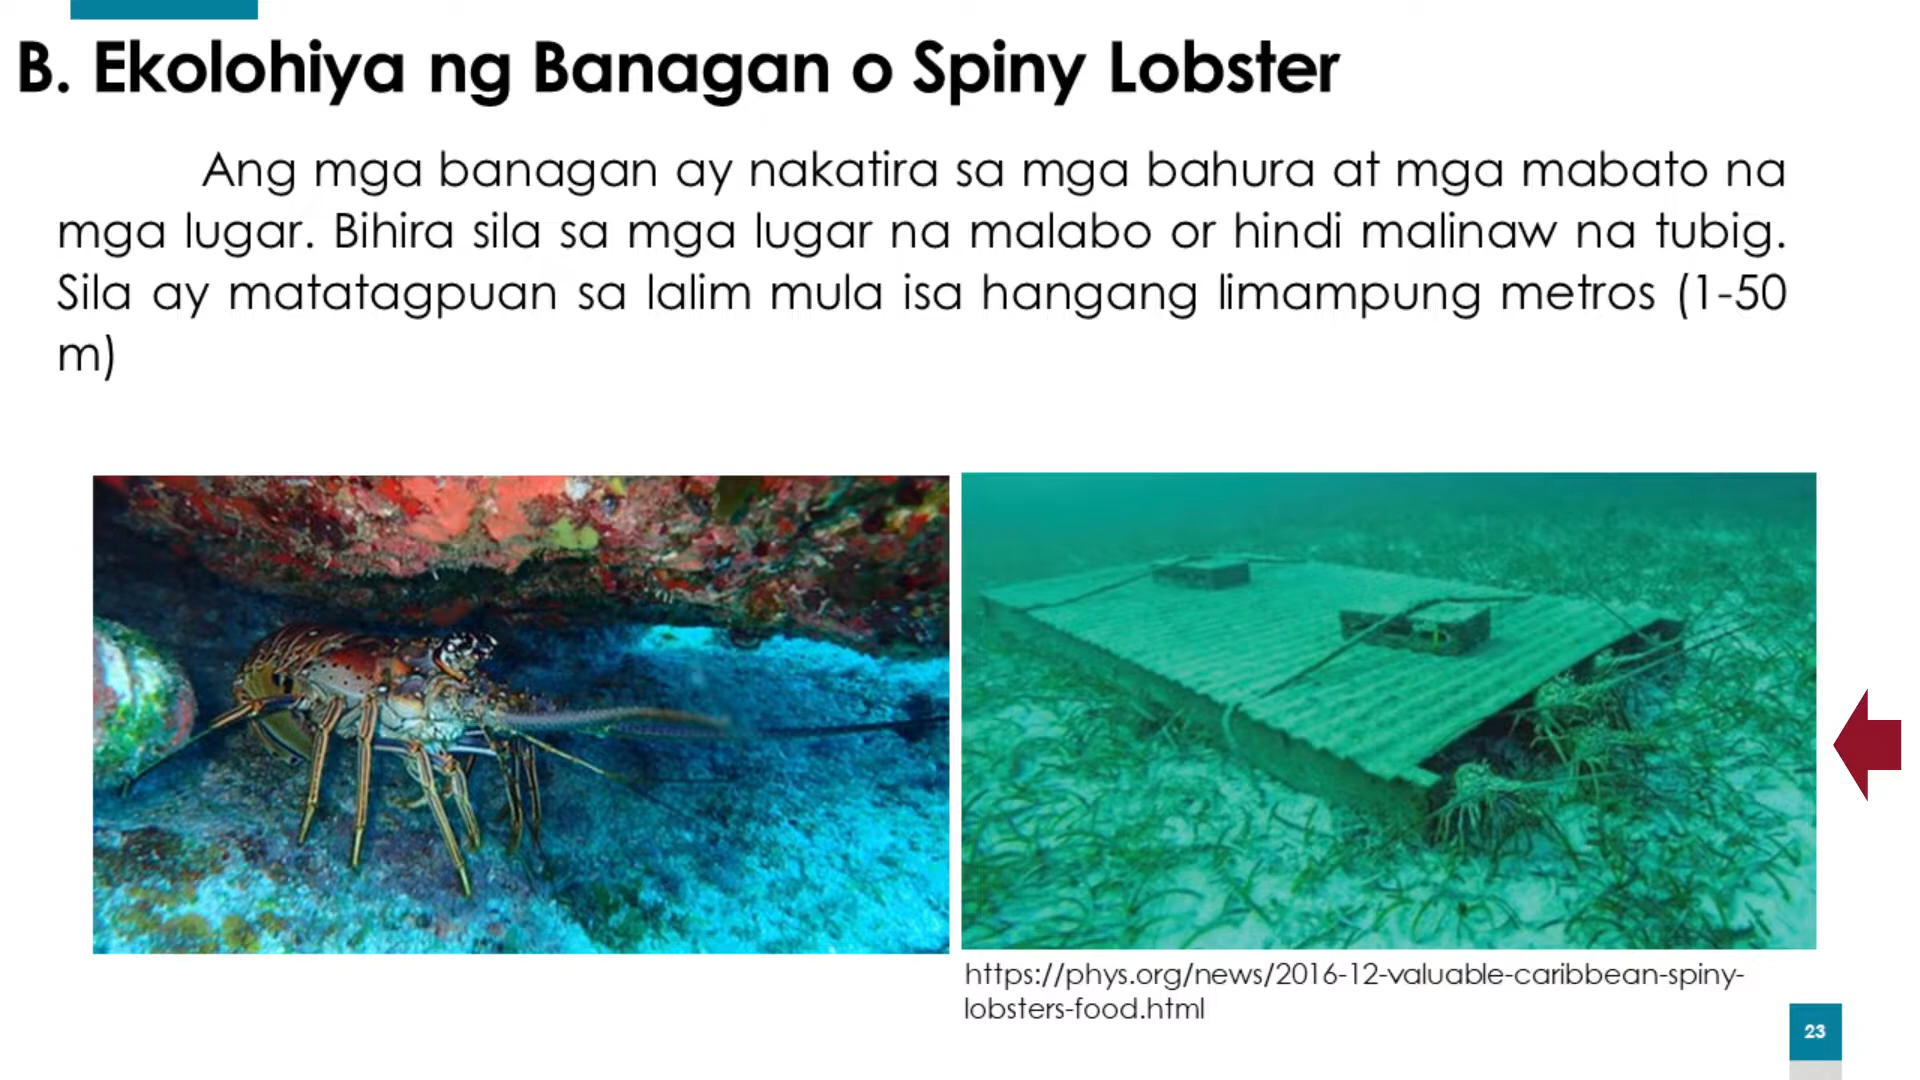 B. Ekolohiya ng Banagan o Spiny Lobster
Ang mga banagan ay nakatira sa mga bahura at mga mabato na
mga lugar. Bihira sila sa mga lugar na malabo or hindi malinaw na tubig.
Sila ay matatagpuan sa lalim mula isa hangang limampung metros (1-50
m)
https://phys.org/news/2016-12-valuable-caribbean-spiny-
lobsters-food.html
23